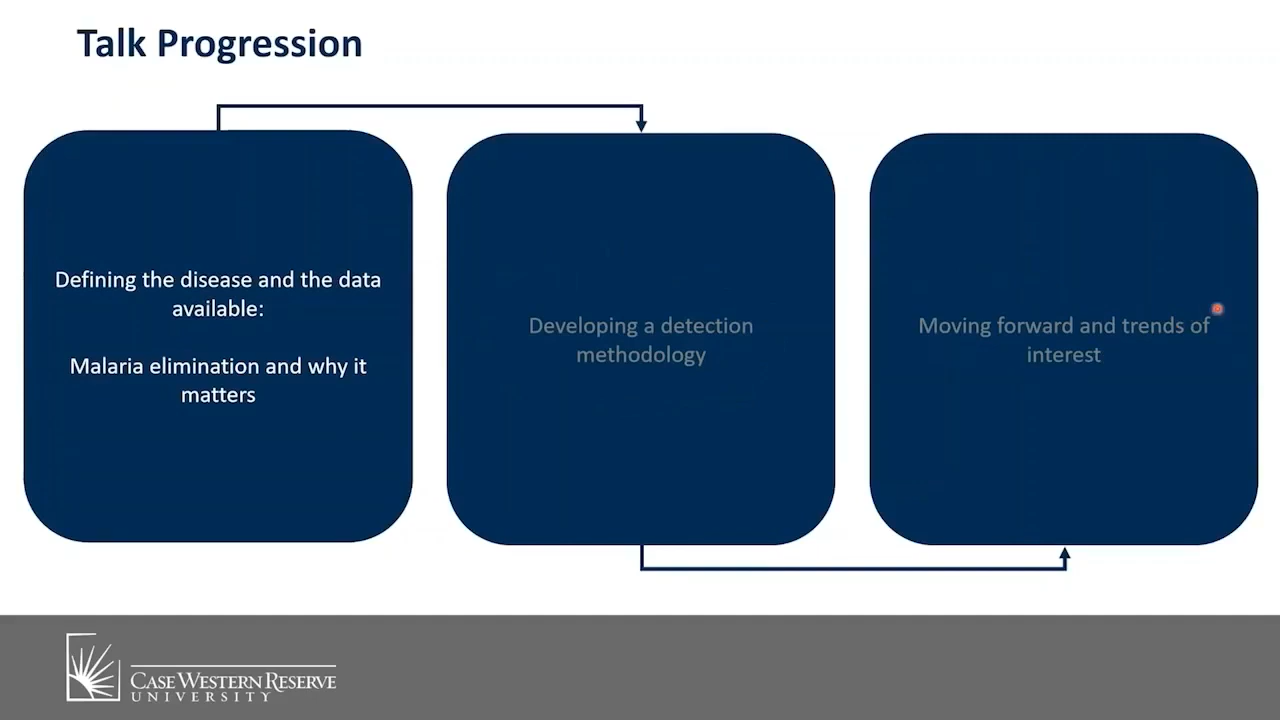 Talk Progression
Defining the disease and the data
available:
Malaria elimination and why it
matters
Developing a detection
methodology
Moving forward and trends of
interest
CASE WESTERN RESERVE
UNIVERSITY